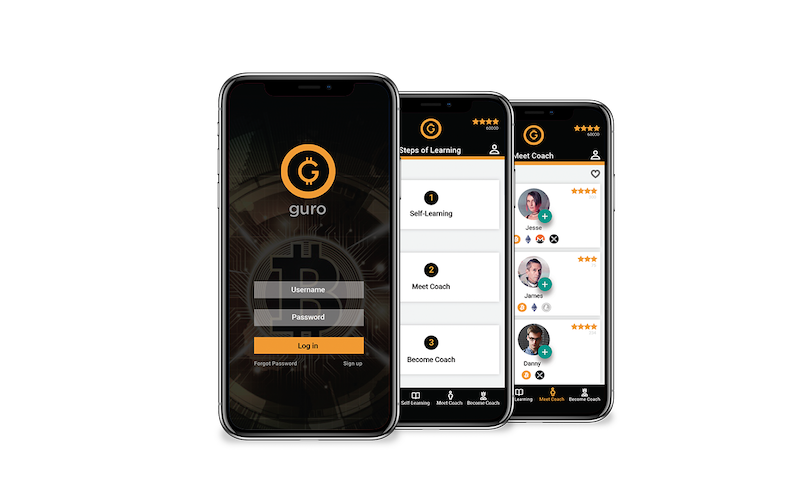 guro
Username
Password
Log in
Forgot Password
Sign up
60000
Steps of Learning
1
Self-Learning
2
Meet Coach
3
Become Coach
Self-Learning
Meet Coach
Become Coach
60000
Meet Coach
Jesse
James
Danny
Learning
Meet Coach
Become Coach